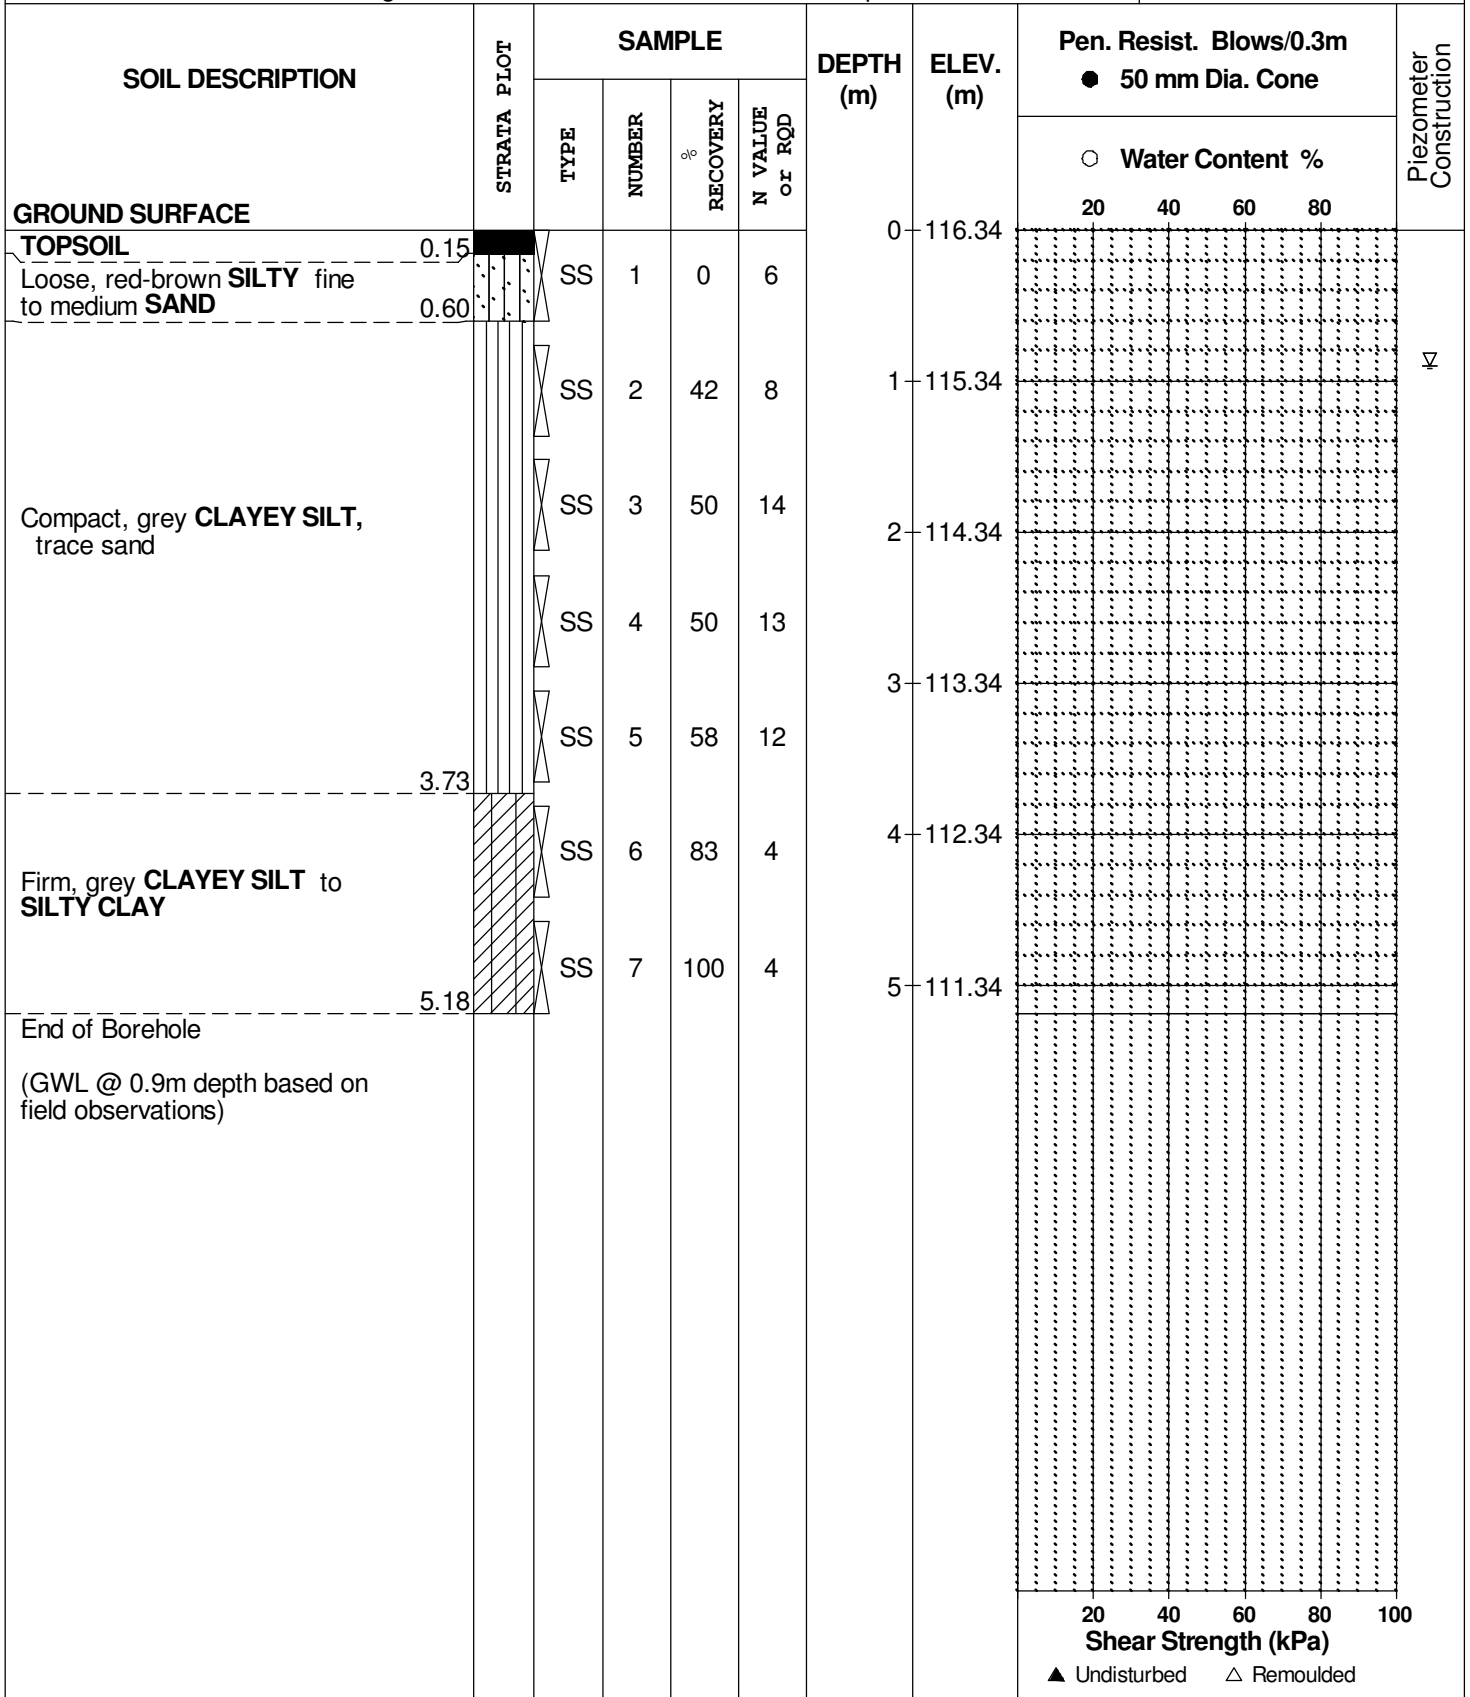 SOIL DESCRIPTION
GROUND SURFACE
STRATA PLOT
SAMPLE
TYPE
NUMBER
% RECOVERY
N VALUE or RQD
DEPTH (m)
ELEV. (m)
Pen. Resist. Blows/0.3m
● 50 mm Dia. Cone
○ Water Content %
20 40 60 80
Piezometer Construction
TOPSOIL 0.15
Loose, red-brown SILTY fine
to medium SAND 0.60
SS 1 0 6
0 116.34
SS 2 42 8
1 115.34
Compact, grey CLAYEY SILT,
trace sand
SS 3 50 14
2 114.34
SS 4 50 13
3 113.34
SS 5 58 12
3.73
4 112.34
SS 6 83 4
Firm, grey CLAYEY SILT to
SILTY CLAY
SS 7 100 4
5 111.34
5.18
End of Borehole
(GWL @ 0.9m depth based on
field observations)
20 40 60 80 100
Shear Strength (kPa)
▲ Undisturbed △ Remoulded